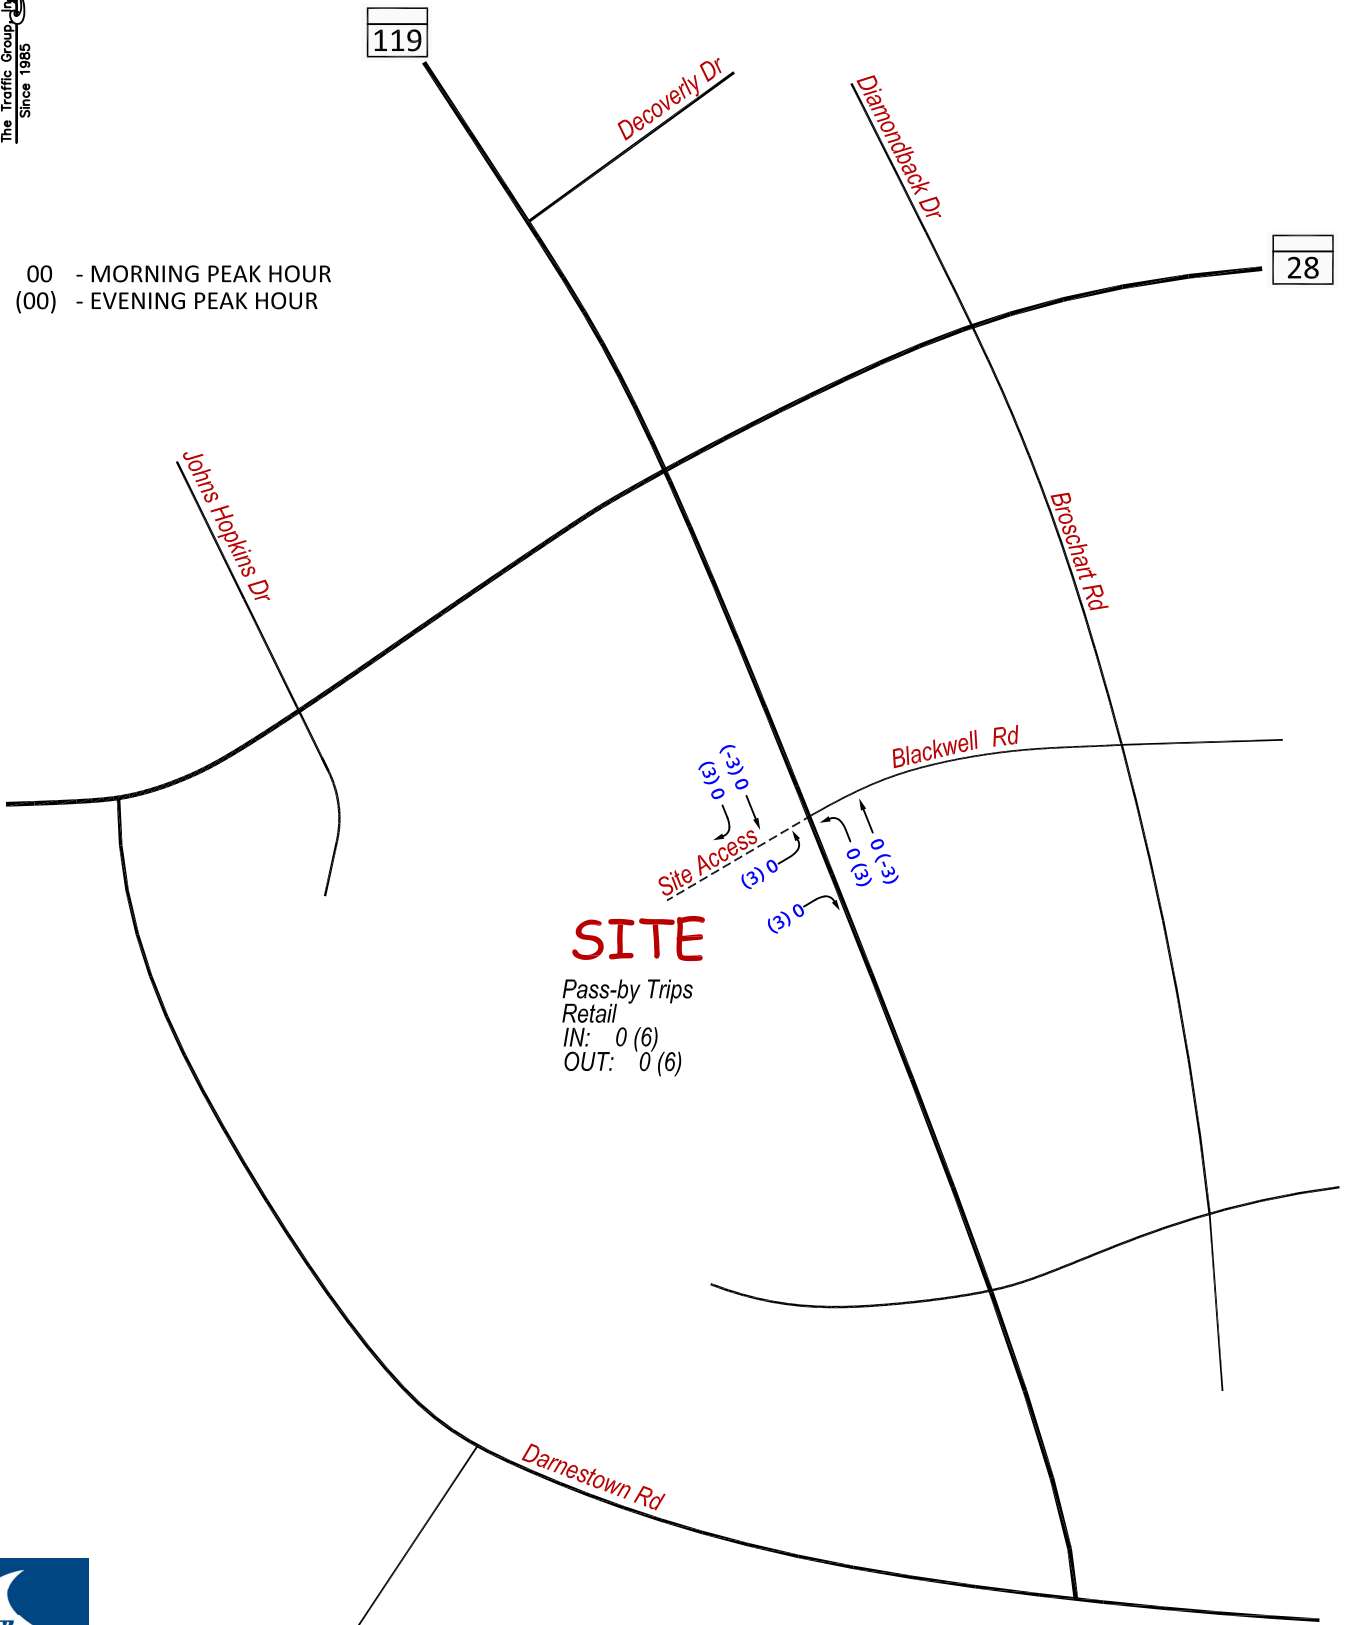 The Traffic Group, In
Since 1985
119
Decoverly Dr
Diamondback Dr
28
00 - MORNING PEAK HOUR
(00) - EVENING PEAK HOUR
Johns Hopkins Dr
Broschart Rd
Blackwell Rd
(-3) 0
(3) 0
Site Access
(3) 0
0 (3)
0 (-3)
(3) 0
SITE
Pass-by Trips
Retail
IN: 0 (6)
OUT: 0 (6)
Darnestown Rd